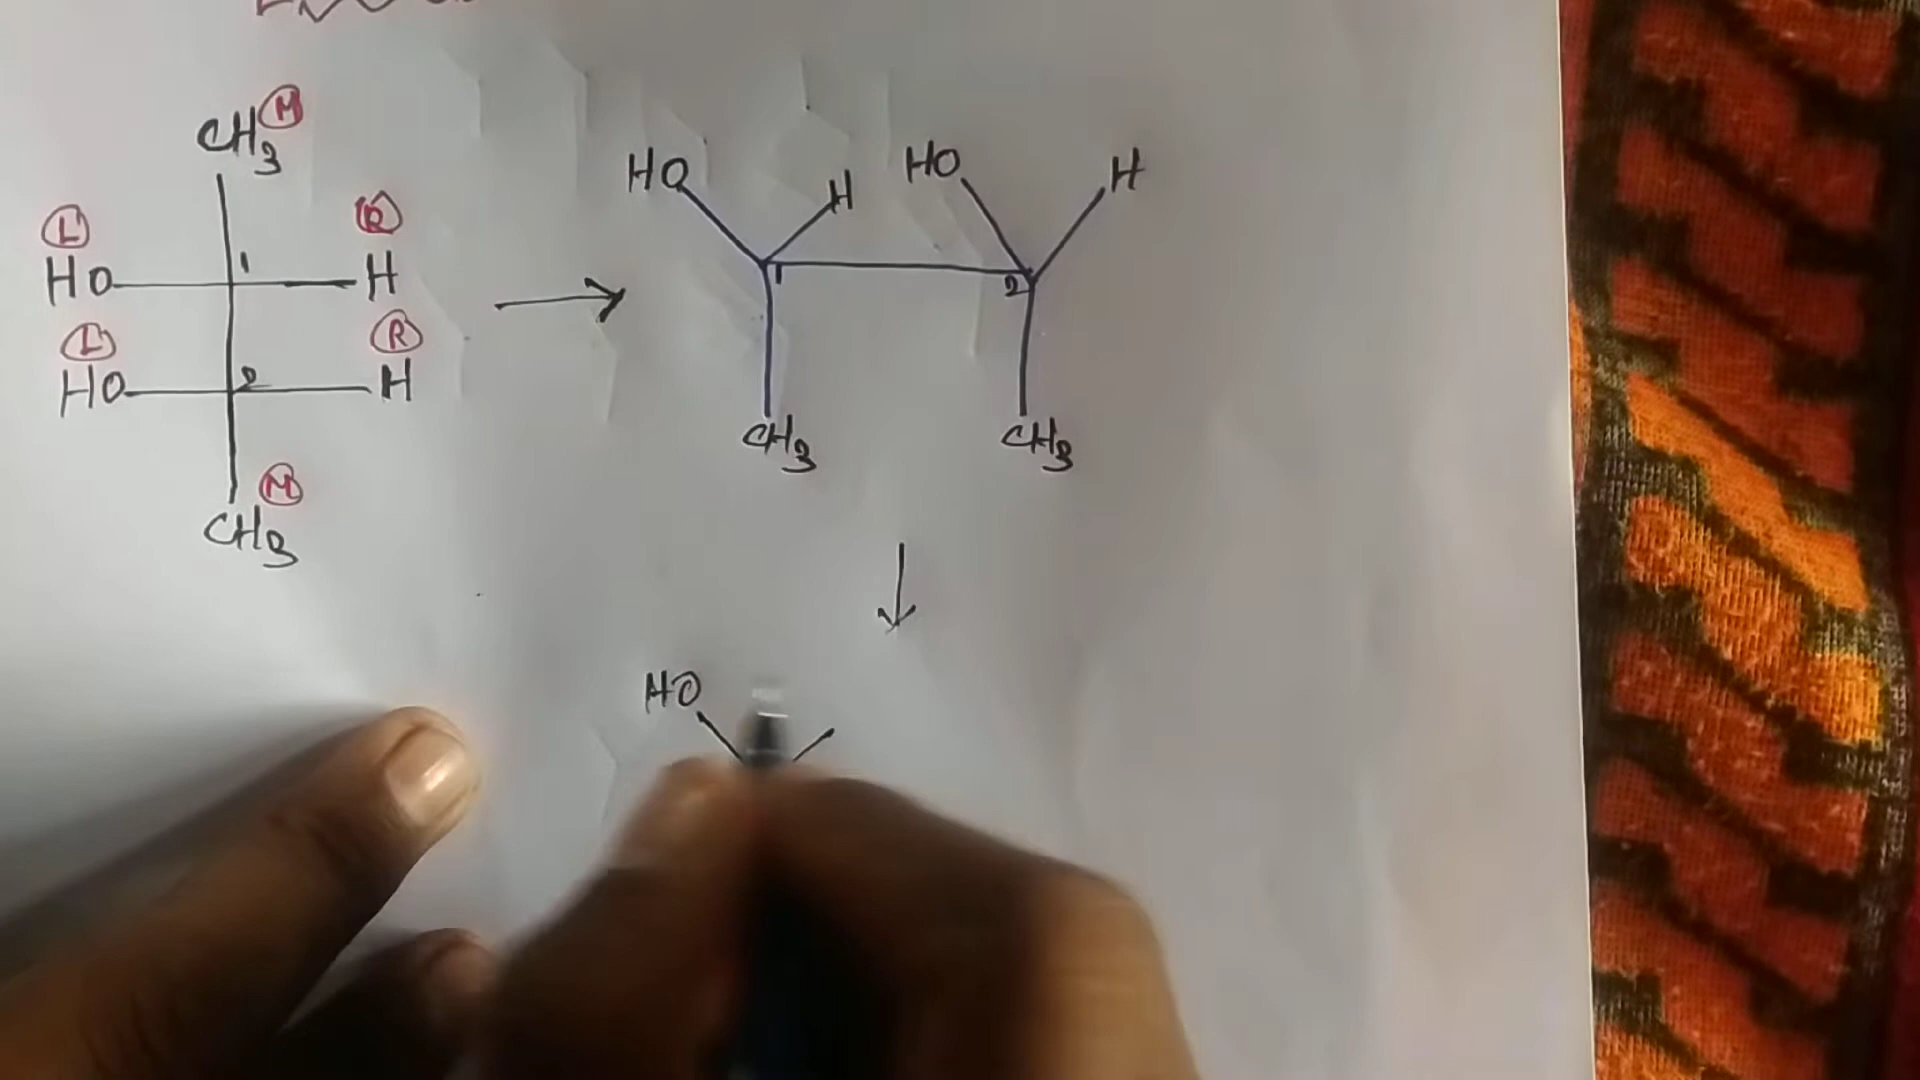 CH3 M
L R
HO 1 H
L R
HO 2 H
M
CH3
HO H HO H
1 2
CH3 CH3
HO